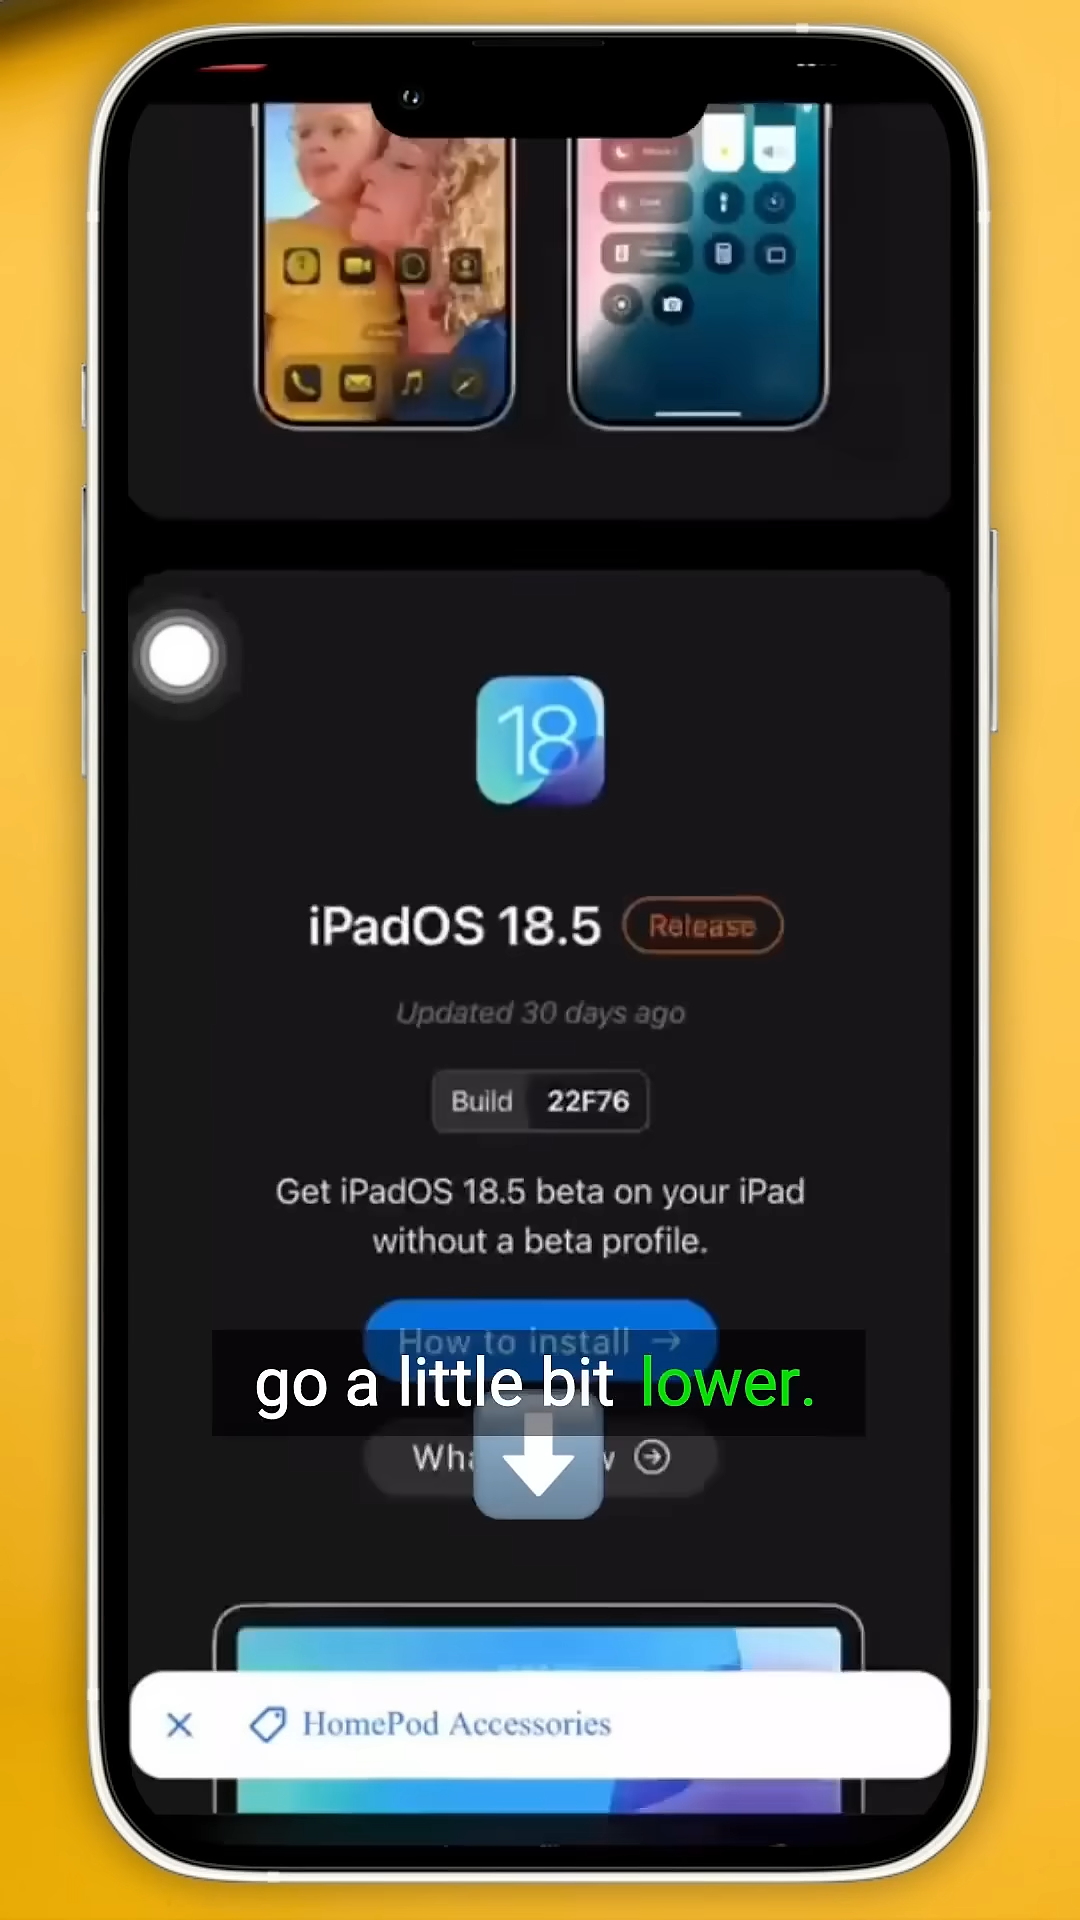 18
iPadOS 18.5 Release
Updated 30 days ago
Build 22F76
Get iPadOS 18.5 beta on your iPad
without a beta profile.
How to install →
go a little bit lower.
HomePod Accessories